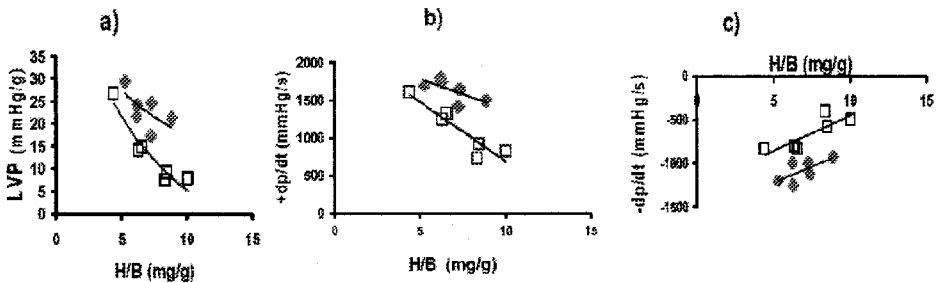 a)
LVP (mmHg/g)
35
30
25
20
15
10
5
0
0 5 10 15
H/B (mg/g)
b)
+dp/dt (mmHg/s)
2000
1500
1000
500
0
0 5 10 15
H/B (mg/g)
c)
H/B (mg/g)
0 5 10 15
-dp/dt (mmHg/s)
0
-500
-1000
-1500